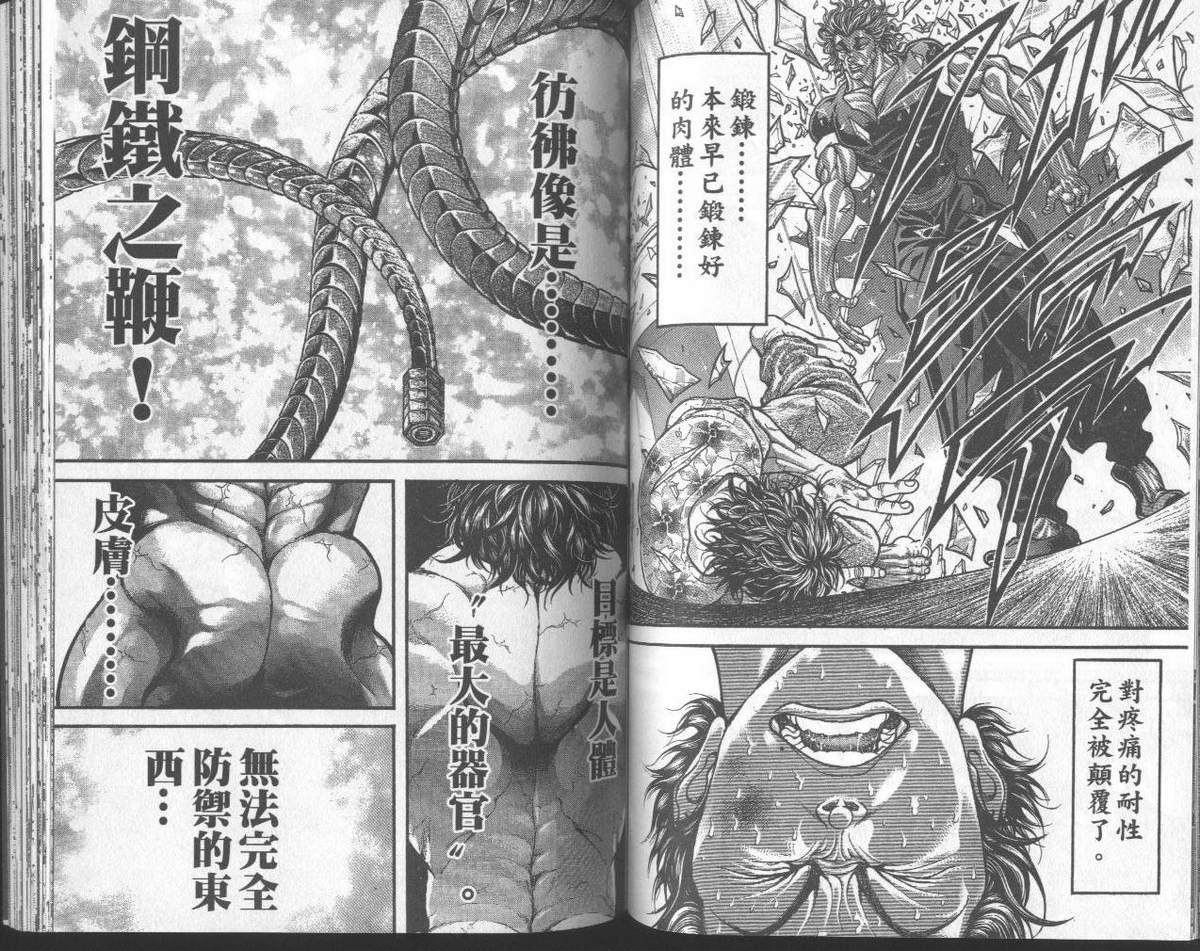 鍛鍊………
本來早已鍛鍊好
的肉體…………
對疼痛的耐性
完全被顛覆了。
彷彿像是…………
鋼鐵之鞭！
目標是人體
〝最大的器官〞。
皮膚…………
無法完全
防禦的東
西…